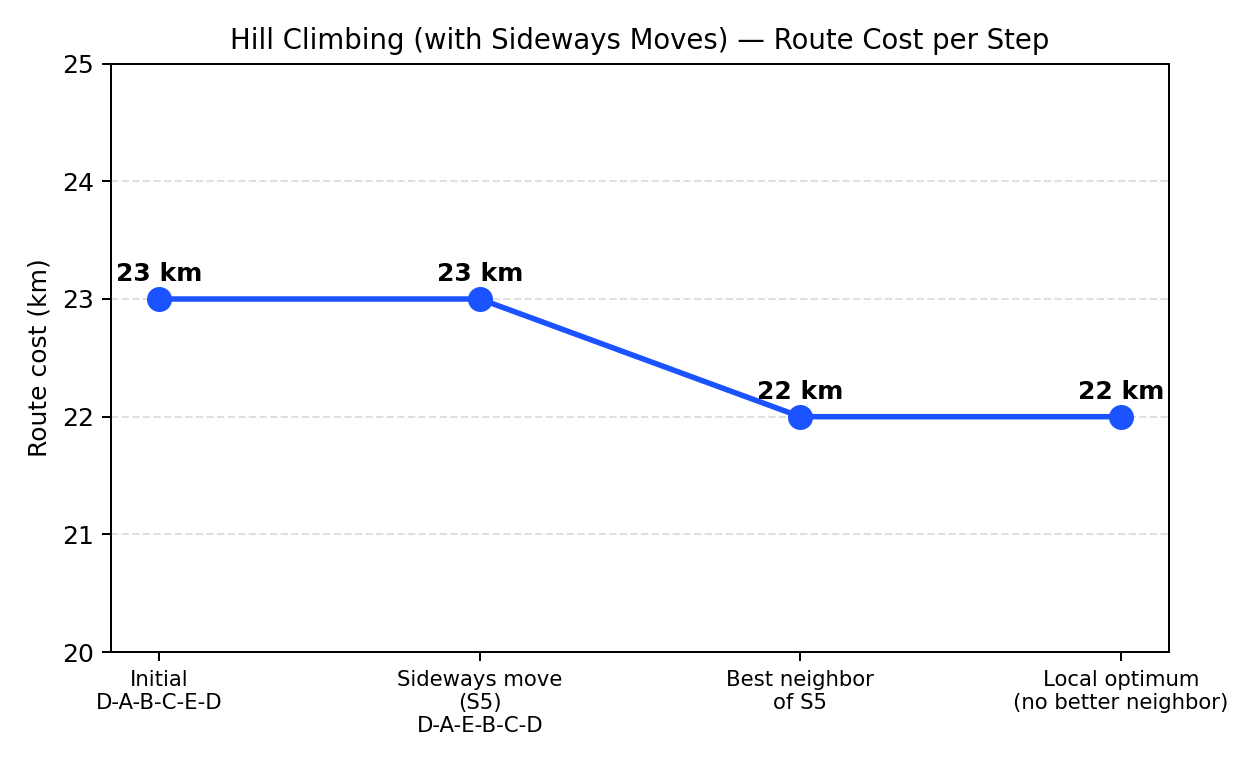 Hill Climbing (with Sideways Moves) — Route Cost per Step
Route cost (km)
25
24
23
22
21
20
23 km
23 km
22 km
22 km
Initial
D-A-B-C-E-D
Sideways move
(S5)
D-A-E-B-C-D
Best neighbor
of S5
Local optimum
(no better neighbor)